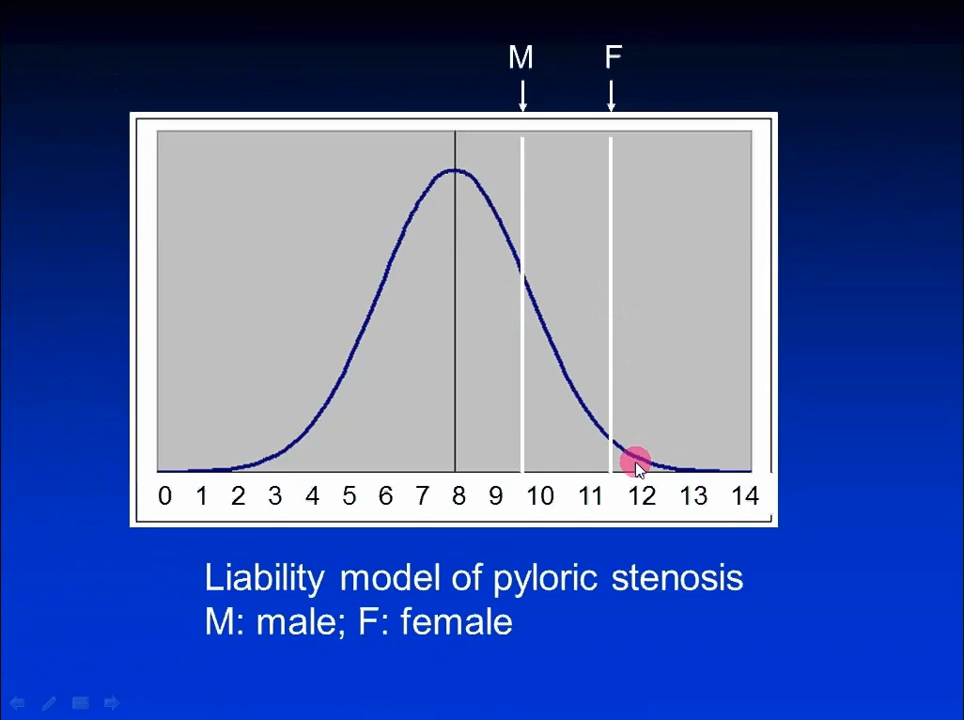 M F
0 1 2 3 4 5 6 7 8 9 10 11 12 13 14
Liability model of pyloric stenosis
M: male; F: female